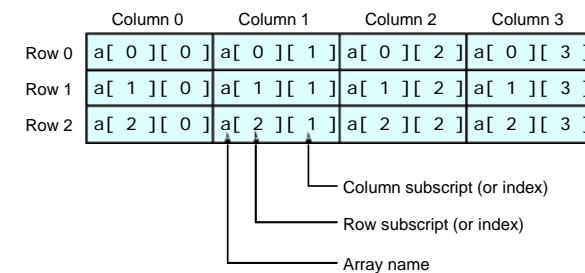 Column 0 Column 1 Column 2 Column 3
Row 0 a[ 0 ][ 0 ] a[ 0 ][ 1 ] a[ 0 ][ 2 ] a[ 0 ][ 3 ]
Row 1 a[ 1 ][ 0 ] a[ 1 ][ 1 ] a[ 1 ][ 2 ] a[ 1 ][ 3 ]
Row 2 a[ 2 ][ 0 ] a[ 2 ][ 1 ] a[ 2 ][ 2 ] a[ 2 ][ 3 ]
Column subscript (or index)
Row subscript (or index)
Array name